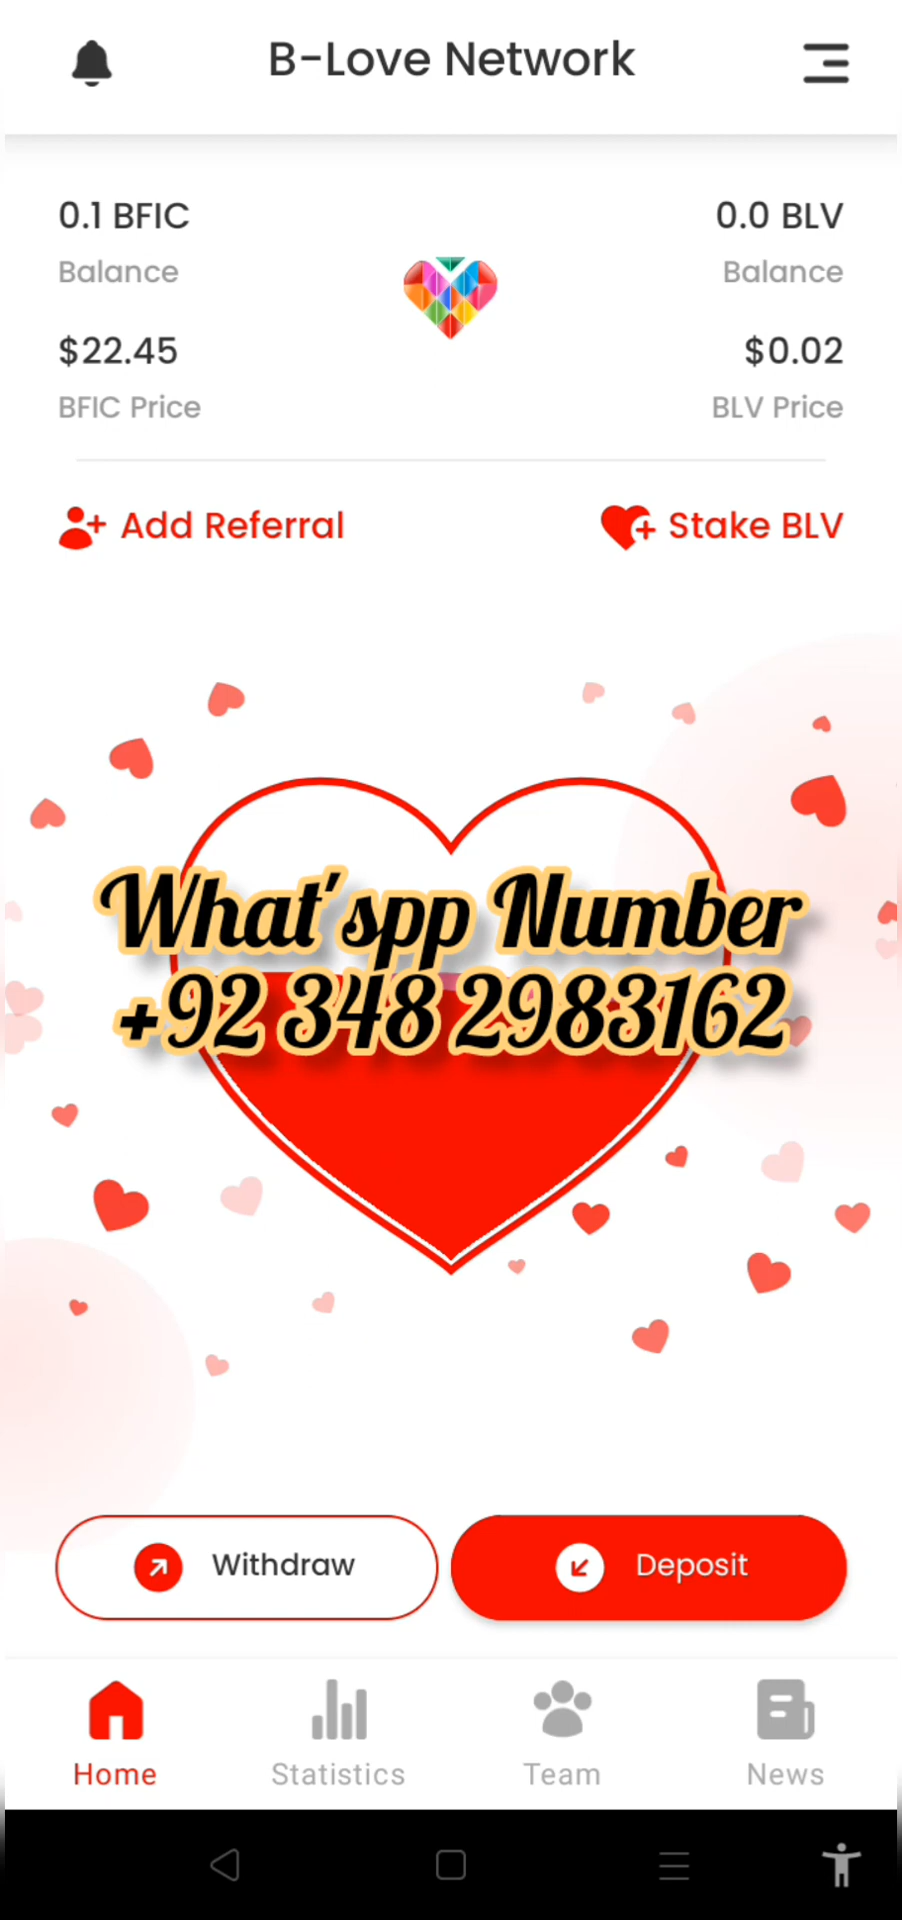 B-Love Network
0.1 BFIC
Balance
$22.45
BFIC Price
0.0 BLV
Balance
$0.02
BLV Price
Add Referral
Stake BLV
What'spp Number
+92 348 2983162
Withdraw
Deposit
Home
Statistics
Team
News